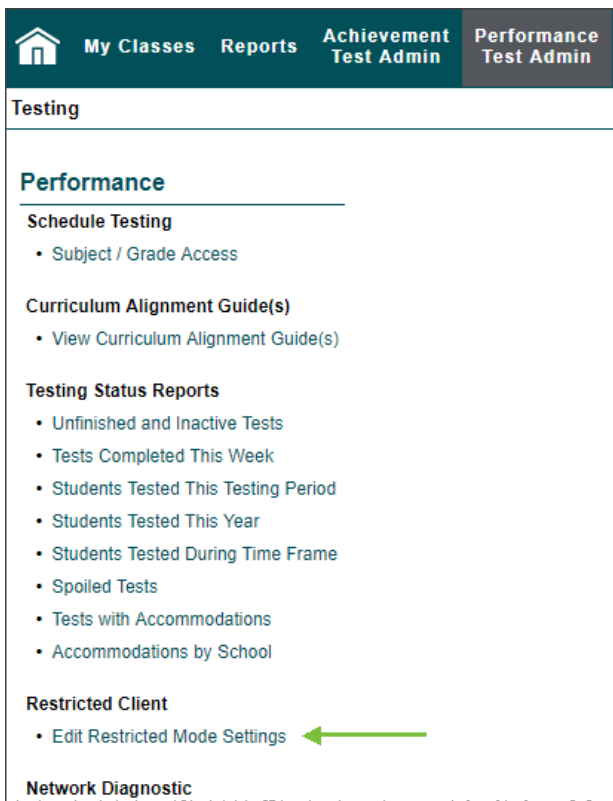 My Classes Reports Achievement Test Admin Performance Test Admin
Testing
Performance
Schedule Testing
• Subject / Grade Access
Curriculum Alignment Guide(s)
• View Curriculum Alignment Guide(s)
Testing Status Reports
• Unfinished and Inactive Tests
• Tests Completed This Week
• Students Tested This Testing Period
• Students Tested This Year
• Students Tested During Time Frame
• Spoiled Tests
• Tests with Accommodations
• Accommodations by School
Restricted Client
• Edit Restricted Mode Settings
Network Diagnostic